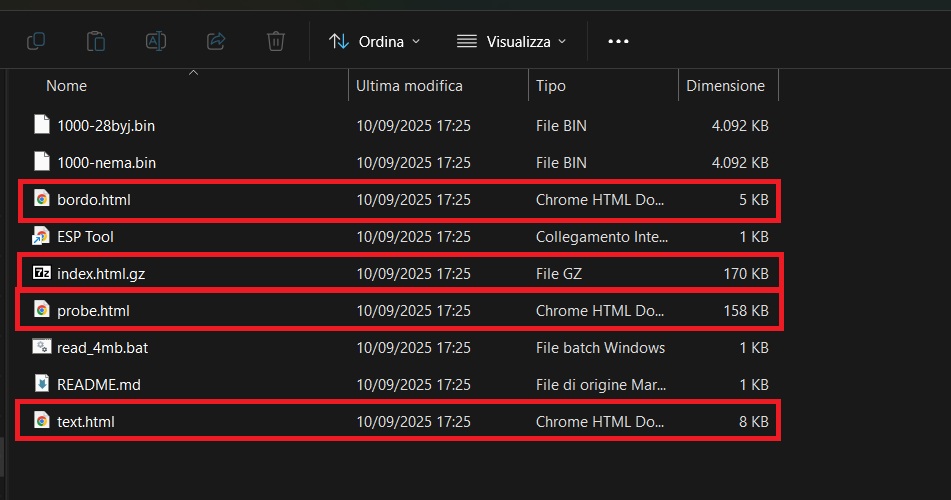 Ordina Visualizza
Nome Ultima modifica Tipo Dimensione
1000-28byj.bin 10/09/2025 17:25 File BIN 4.092 KB
1000-nema.bin 10/09/2025 17:25 File BIN 4.092 KB
bordo.html 10/09/2025 17:25 Chrome HTML Do... 5 KB
ESP Tool 10/09/2025 17:25 Collegamento Inte... 1 KB
7z index.html.gz 10/09/2025 17:25 File GZ 170 KB
probe.html 10/09/2025 17:25 Chrome HTML Do... 158 KB
read_4mb.bat 10/09/2025 17:25 File batch Windows 1 KB
README.md 10/09/2025 17:25 File di origine Mar... 1 KB
text.html 10/09/2025 17:25 Chrome HTML Do... 8 KB